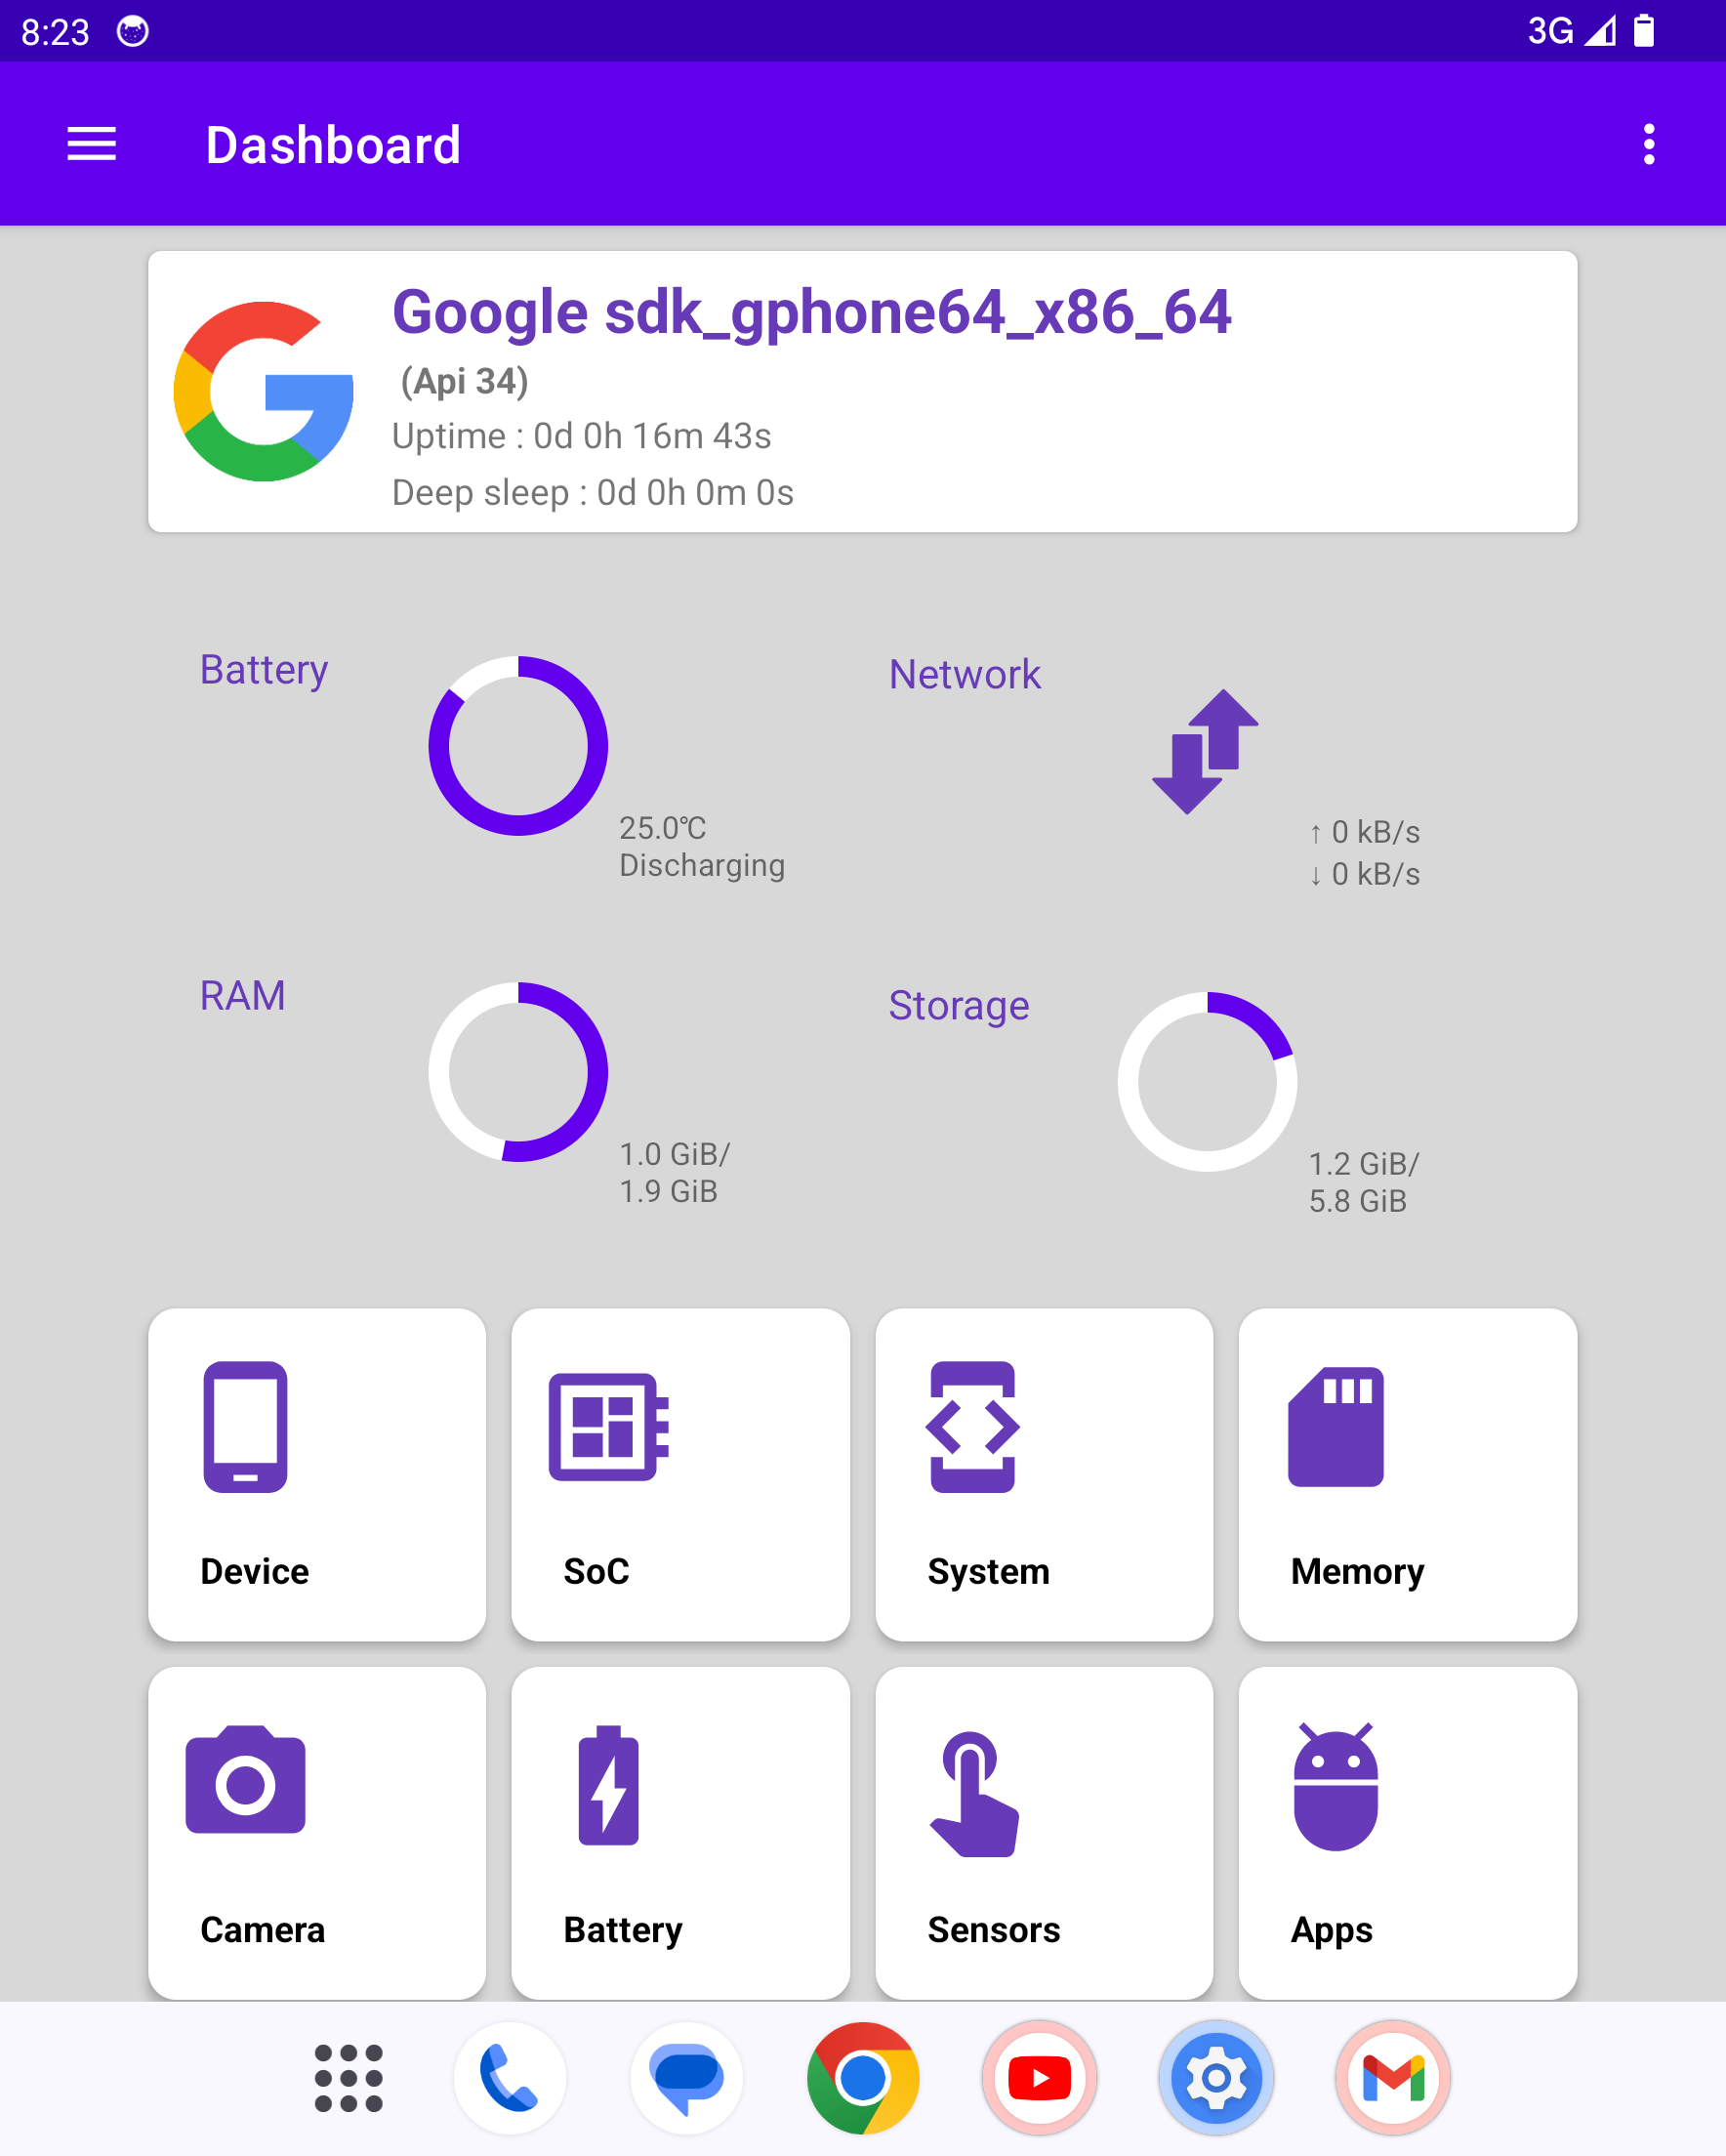 8:23
3G
Dashboard
Google sdk_gphone64_x86_64
(Api 34)
Uptime : 0d 0h 16m 43s
Deep sleep : 0d 0h 0m 0s
Battery
25.0℃
Discharging
Network
↑ 0 kB/s
↓ 0 kB/s
RAM
1.0 GiB/
1.9 GiB
Storage
1.2 GiB/
5.8 GiB
Device
SoC
System
Memory
Camera
Battery
Sensors
Apps